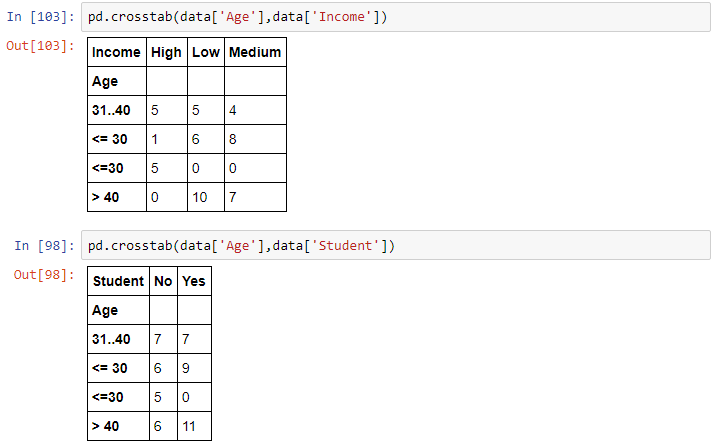 In [103]: pd.crosstab(data['Age'],data['Income'])
Out[103]:
Income High Low Medium
Age
31..40 5 5 4
<= 30 1 6 8
<=30 5 0 0
> 40 0 10 7
In [98]: pd.crosstab(data['Age'],data['Student'])
Out[98]:
Student No Yes
Age
31..40 7 7
<= 30 6 9
<=30 5 0
> 40 6 11